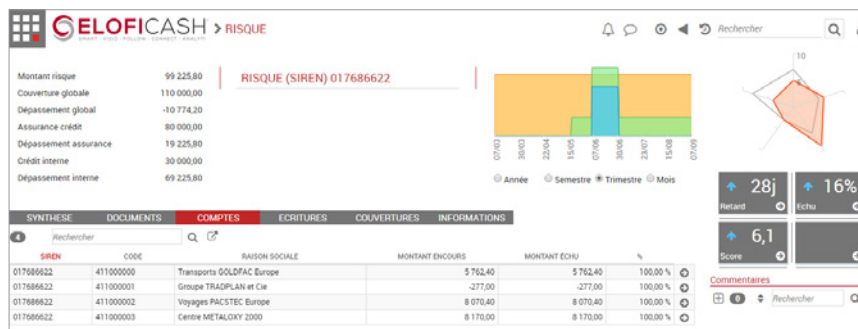 ELOFICASH > RISQUE
SMART - VISIO - FOLLOW - CONNECT - ANALYTE
Rechercher
Montant risque 99 225,80
Couverture globale 110 000,00
Dépassement global -10 774,20
Assurance crédit 80 000,00
Dépassement assurance 19 225,80
Crédit interne 30 000,00
Dépassement interne 69 225,80
RISQUE (SIREN) 017686622
07/03 30/03 22/04 15/05 07/06 30/06 23/07 15/08 07/09
Année Semestre Trimestre Mois
10
28j
Retard
16%
Echu
6,1
Score
SYNTHESE DOCUMENTS COMPTES ECRITURES COUVERTURES INFORMATIONS
4 Rechercher
SIREN CODE RAISON SOCIALE MONTANT ENCOURS MONTANT ÉCHU %
017686622 411000000 Transports GOLDFAC Europe 5 762,40 5 762,40 100,00 %
017686622 411000001 Groupe TRADPLAN et Cie -277,00 -277,00 100,00 %
017686622 411000002 Voyages PACSTEC Europe 8 070,40 8 070,40 100,00 %
017686622 411000003 Centre METALOXY 2000 8 170,00 8 170,00 100,00 %
Commentaires
0 Rechercher